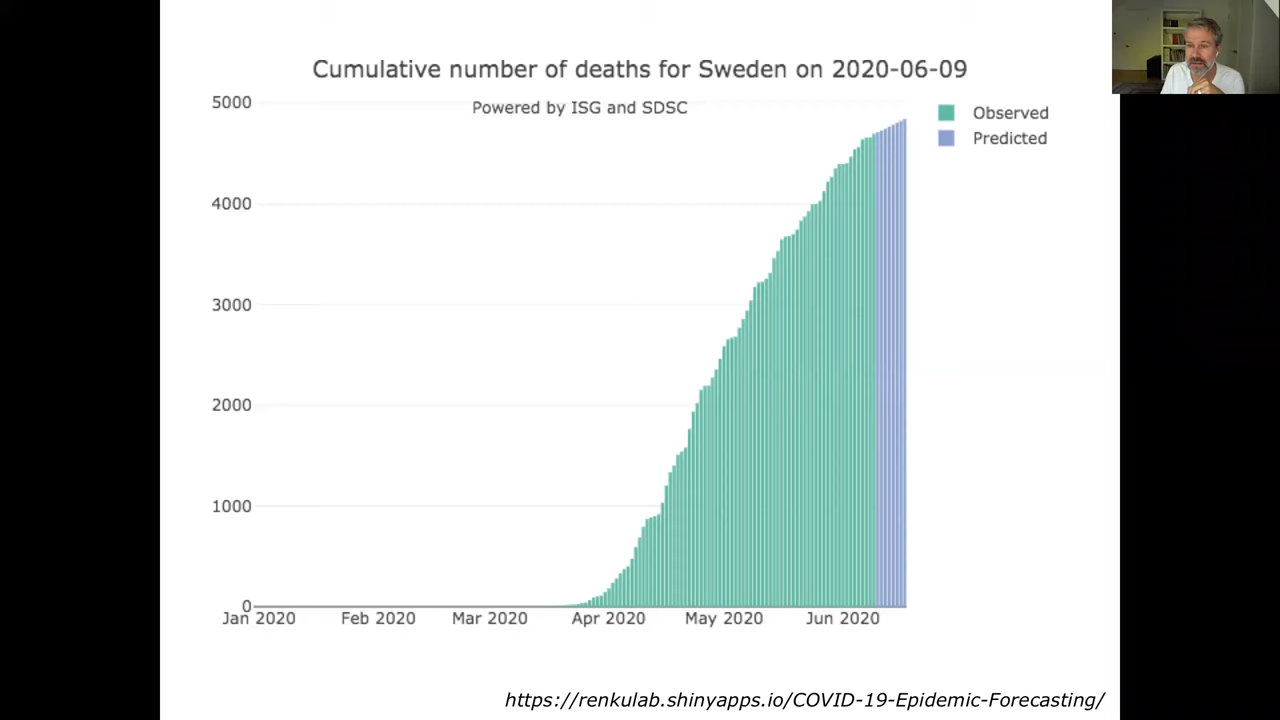 Cumulative number of deaths for Sweden on 2020-06-09
Powered by ISG and SDSC
Observed
Predicted
5000
4000
3000
2000
1000
0
Jan 2020
Feb 2020
Mar 2020
Apr 2020
May 2020
Jun 2020
https://renkulab.shinyapps.io/COVID-19-Epidemic-Forecasting/